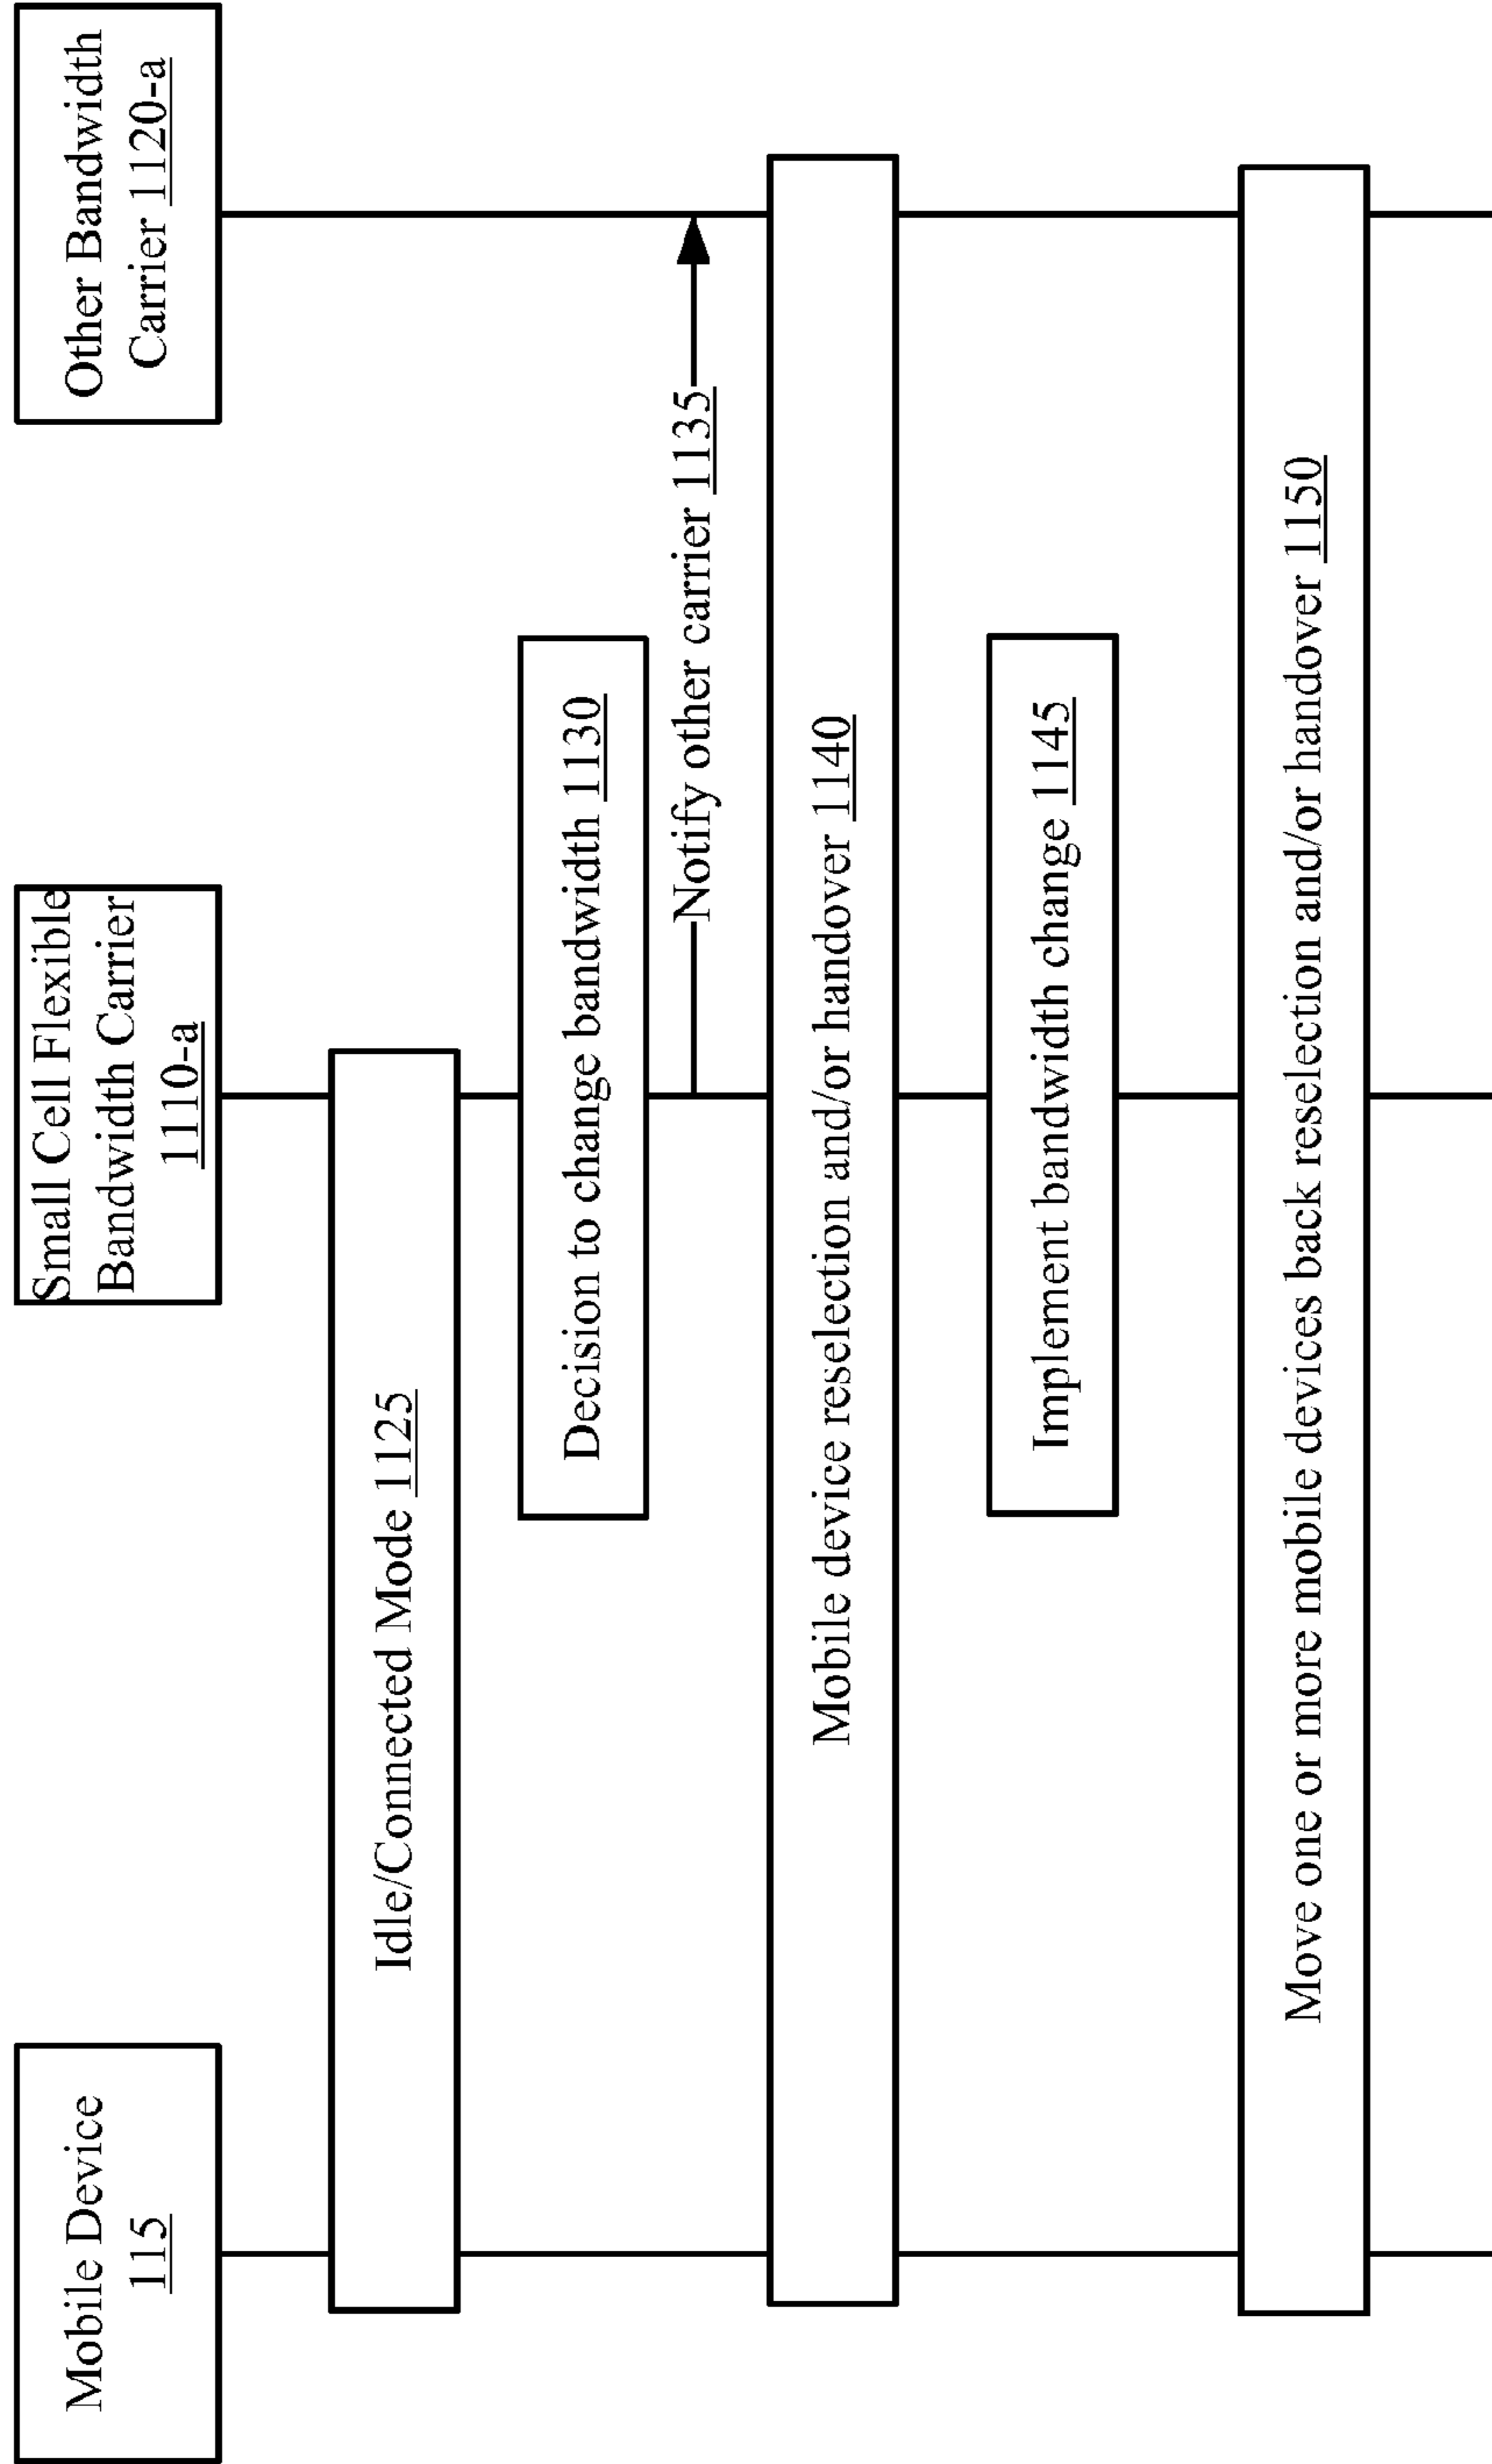 Mobile Device
115
Small Cell Flexible
Bandwidth Carrier
1110-a
Other Bandwidth
Carrier 1120-a
Idle/Connected Mode 1125
Decision to change bandwidth 1130
Notify other carrier 1135
Mobile device reselection and/or handover 1140
Implement bandwidth change 1145
Move one or more mobile devices back reselection and/or handover 1150